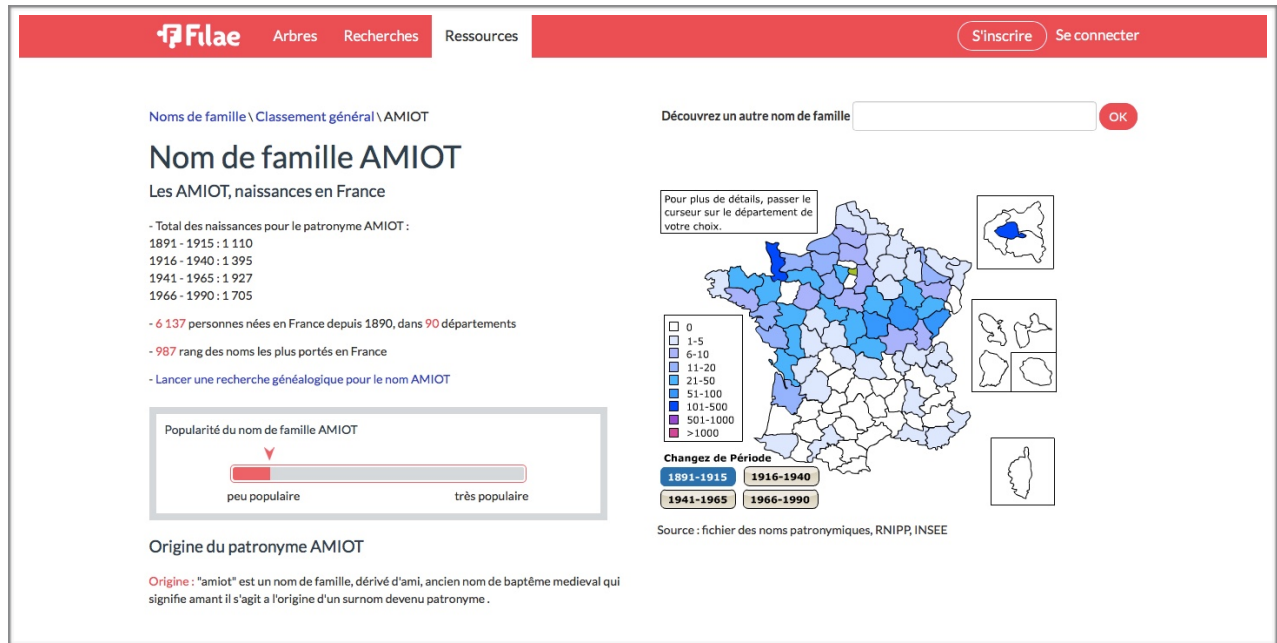 Filae Arbres Recherches Ressources S'inscrire Se connecter
Noms de famille \ Classement général \ AMIOT
Découvrez un autre nom de famille OK
Nom de famille AMIOT
Les AMIOT, naissances en France
- Total des naissances pour le patronyme AMIOT :
1891 - 1915 : 1 110
1916 - 1940 : 1 395
1941 - 1965 : 1 927
1966 - 1990 : 1 705
- 6 137 personnes nées en France depuis 1890, dans 90 départements
- 987 rang des noms les plus portés en France
- Lancer une recherche généalogique pour le nom AMIOT
Popularité du nom de famille AMIOT
peu populaire très populaire
Origine du patronyme AMIOT
Origine : "amiot" est un nom de famille, dérivé d'ami, ancien nom de baptême medieval qui
signifie amant il s'agit a l'origine d'un surnom devenu patronyme .
Pour plus de détails, passer le
curseur sur le département de
votre choix.
0
1-5
6-10
11-20
21-50
51-100
101-500
501-1000
>1000
Changez de Période
1891-1915 1916-1940
1941-1965 1966-1990
Source : fichier des noms patronymiques, RNIPP, INSEE